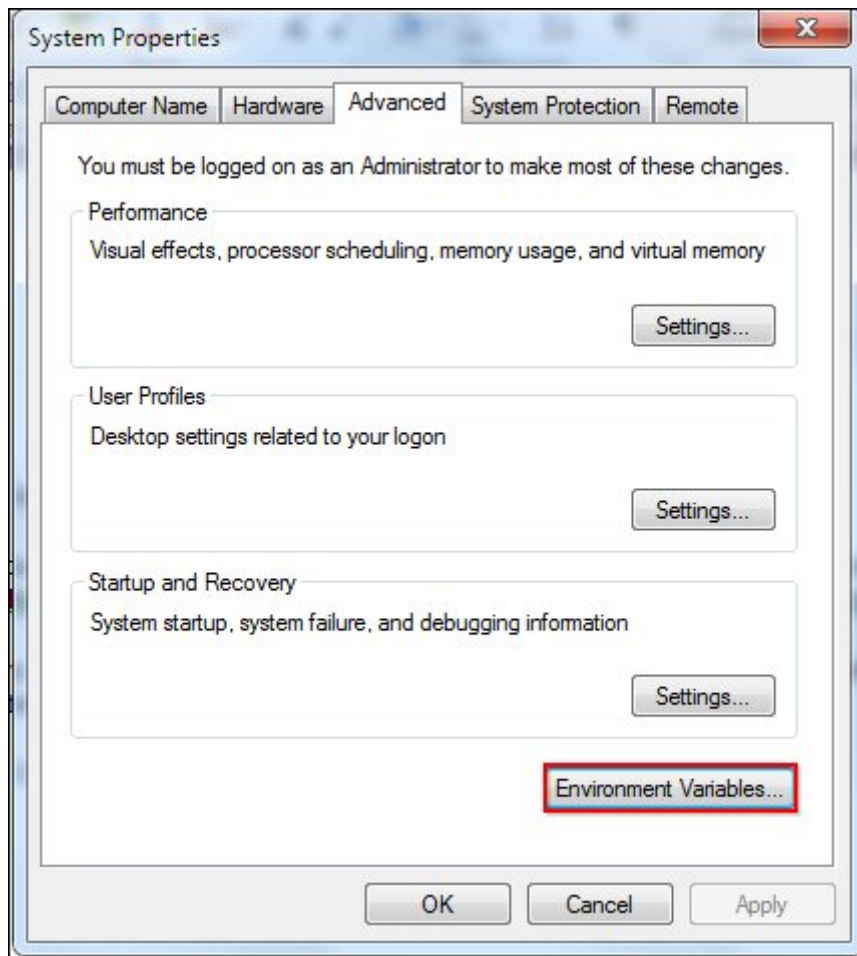 System Properties
Computer Name Hardware Advanced System Protection Remote
You must be logged on as an Administrator to make most of these changes.
Performance
Visual effects, processor scheduling, memory usage, and virtual memory
Settings...
User Profiles
Desktop settings related to your logon
Settings...
Startup and Recovery
System startup, system failure, and debugging information
Settings...
Environment Variables...
OK Cancel Apply